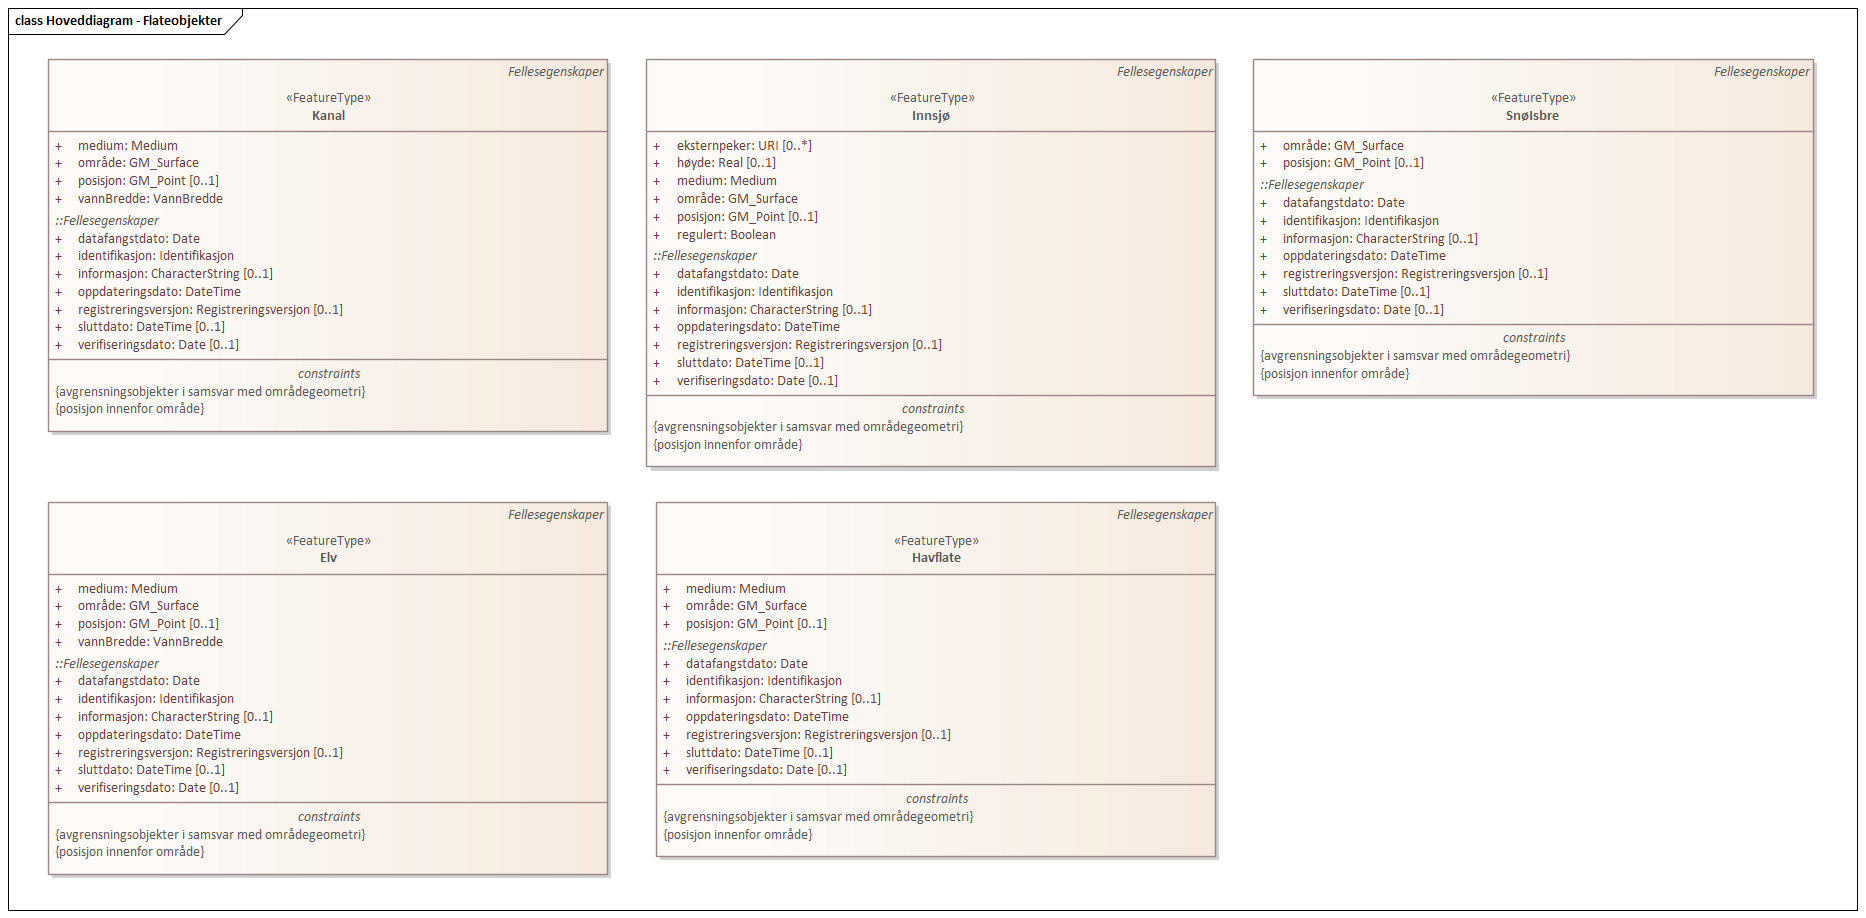 class Hoveddiagram - Flateobjekter
Fellesegenskaper
«FeatureType»
Kanal
+ medium: Medium
+ område: GM_Surface
+ posisjon: GM_Point [0..1]
+ vannBredde: VannBredde
::Fellesegenskaper
+ datafangstdato: Date
+ identifikasjon: Identifikasjon
+ informasjon: CharacterString [0..1]
+ oppdateringsdato: DateTime
+ registreringsversjon: Registreringsversjon [0..1]
+ sluttdato: DateTime [0..1]
+ verifiseringsdato: Date [0..1]
constraints
{avgrensningsobjekter i samsvar med områdegeometri}
{posisjon innenfor område}
Fellesegenskaper
«FeatureType»
Innsjø
+ eksternpeker: URI [0..*]
+ høyde: Real [0..1]
+ medium: Medium
+ område: GM_Surface
+ posisjon: GM_Point [0..1]
+ regulert: Boolean
::Fellesegenskaper
+ datafangstdato: Date
+ identifikasjon: Identifikasjon
+ informasjon: CharacterString [0..1]
+ oppdateringsdato: DateTime
+ registreringsversjon: Registreringsversjon [0..1]
+ sluttdato: DateTime [0..1]
+ verifiseringsdato: Date [0..1]
constraints
{avgrensningsobjekter i samsvar med områdegeometri}
{posisjon innenfor område}
Fellesegenskaper
«FeatureType»
SnøIsbre
+ område: GM_Surface
+ posisjon: GM_Point [0..1]
::Fellesegenskaper
+ datafangstdato: Date
+ identifikasjon: Identifikasjon
+ informasjon: CharacterString [0..1]
+ oppdateringsdato: DateTime
+ registreringsversjon: Registreringsversjon [0..1]
+ sluttdato: DateTime [0..1]
+ verifiseringsdato: Date [0..1]
constraints
{avgrensningsobjekter i samsvar med områdegeometri}
{posisjon innenfor område}
Fellesegenskaper
«FeatureType»
Elv
+ medium: Medium
+ område: GM_Surface
+ posisjon: GM_Point [0..1]
+ vannBredde: VannBredde
::Fellesegenskaper
+ datafangstdato: Date
+ identifikasjon: Identifikasjon
+ informasjon: CharacterString [0..1]
+ oppdateringsdato: DateTime
+ registreringsversjon: Registreringsversjon [0..1]
+ sluttdato: DateTime [0..1]
+ verifiseringsdato: Date [0..1]
constraints
{avgrensningsobjekter i samsvar med områdegeometri}
{posisjon innenfor område}
Fellesegenskaper
«FeatureType»
Havflate
+ medium: Medium
+ område: GM_Surface
+ posisjon: GM_Point [0..1]
::Fellesegenskaper
+ datafangstdato: Date
+ identifikasjon: Identifikasjon
+ informasjon: CharacterString [0..1]
+ oppdateringsdato: DateTime
+ registreringsversjon: Registreringsversjon [0..1]
+ sluttdato: DateTime [0..1]
+ verifiseringsdato: Date [0..1]
constraints
{avgrensningsobjekter i samsvar med områdegeometri}
{posisjon innenfor område}